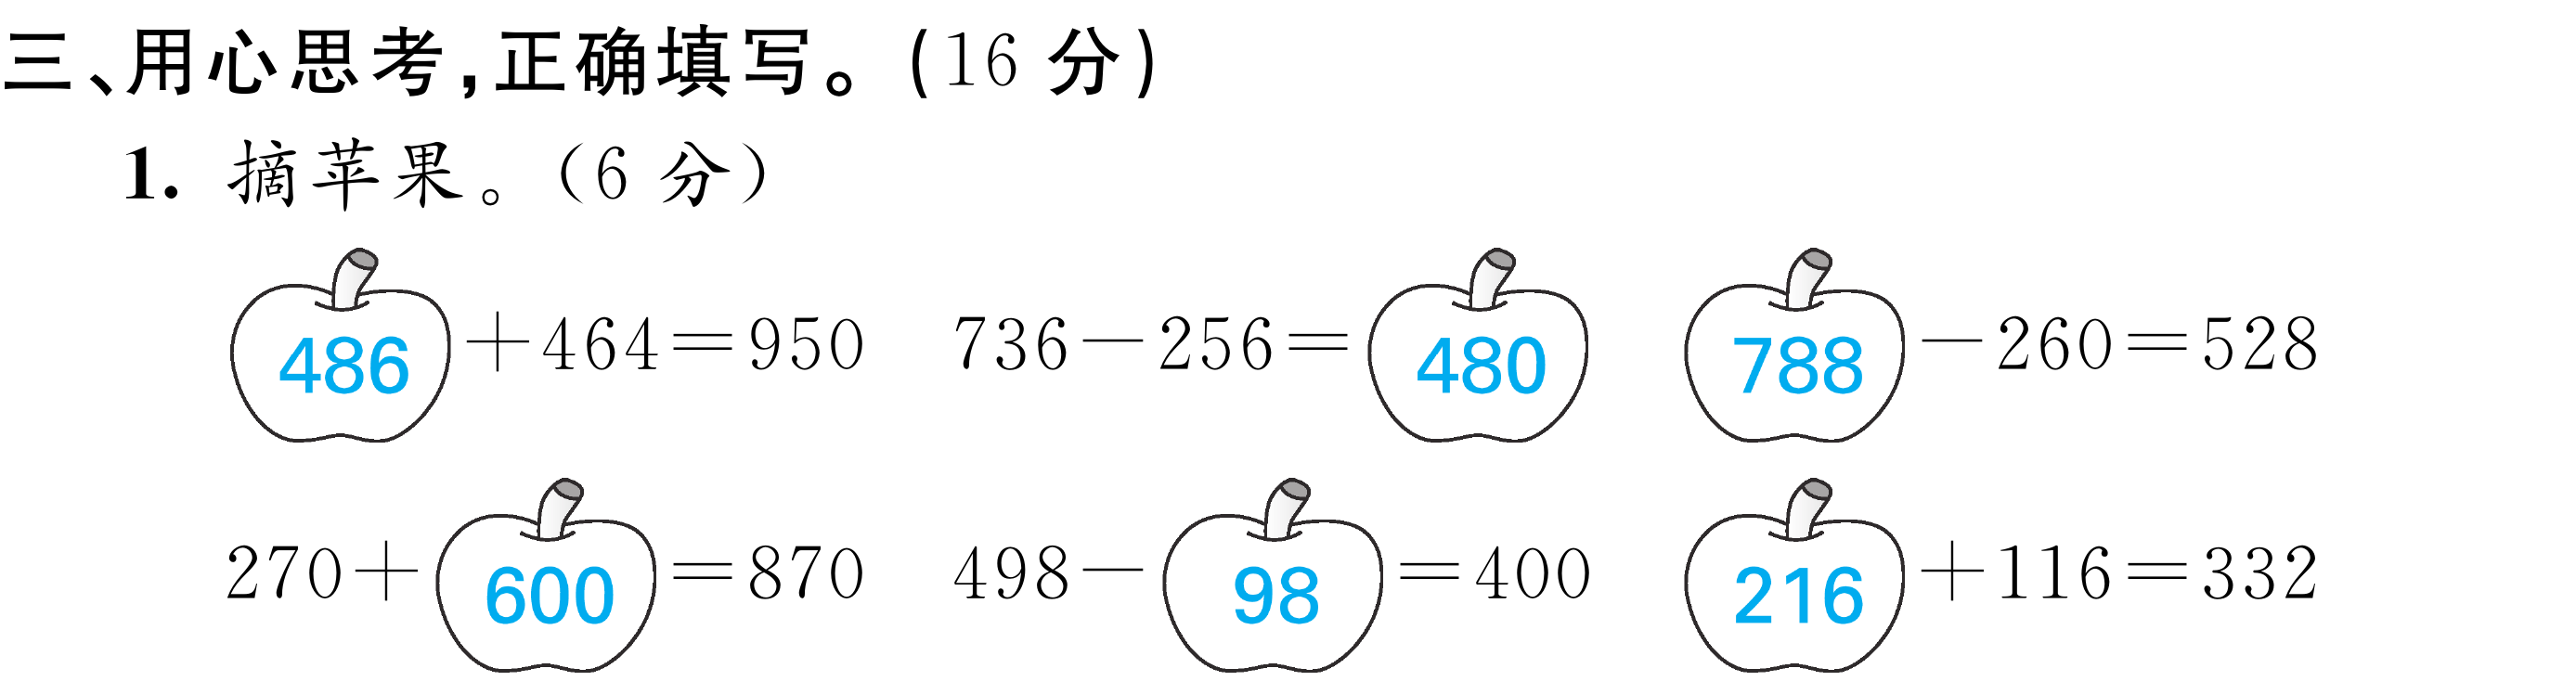 三、用心思考,正确填写。(16 分)
1. 摘苹果。(6 分)
486+464=950 736-256=480 788-260=528
270+600=870 498-98=400 216+116=332